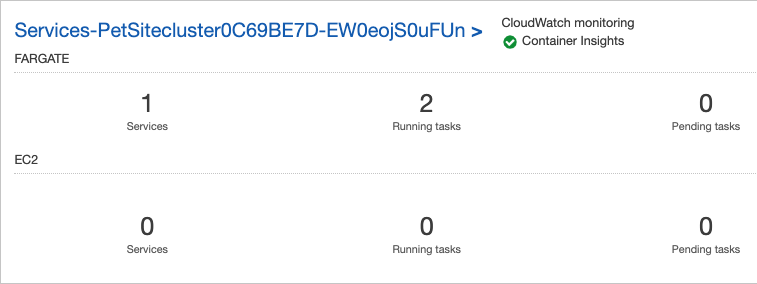 Services-PetSitecluster0C69BE7D-EW0eojS0uFUn >
CloudWatch monitoring
Container Insights
FARGATE
1 2 0
Services Running tasks Pending tasks
EC2
0 0 0
Services Running tasks Pending tasks